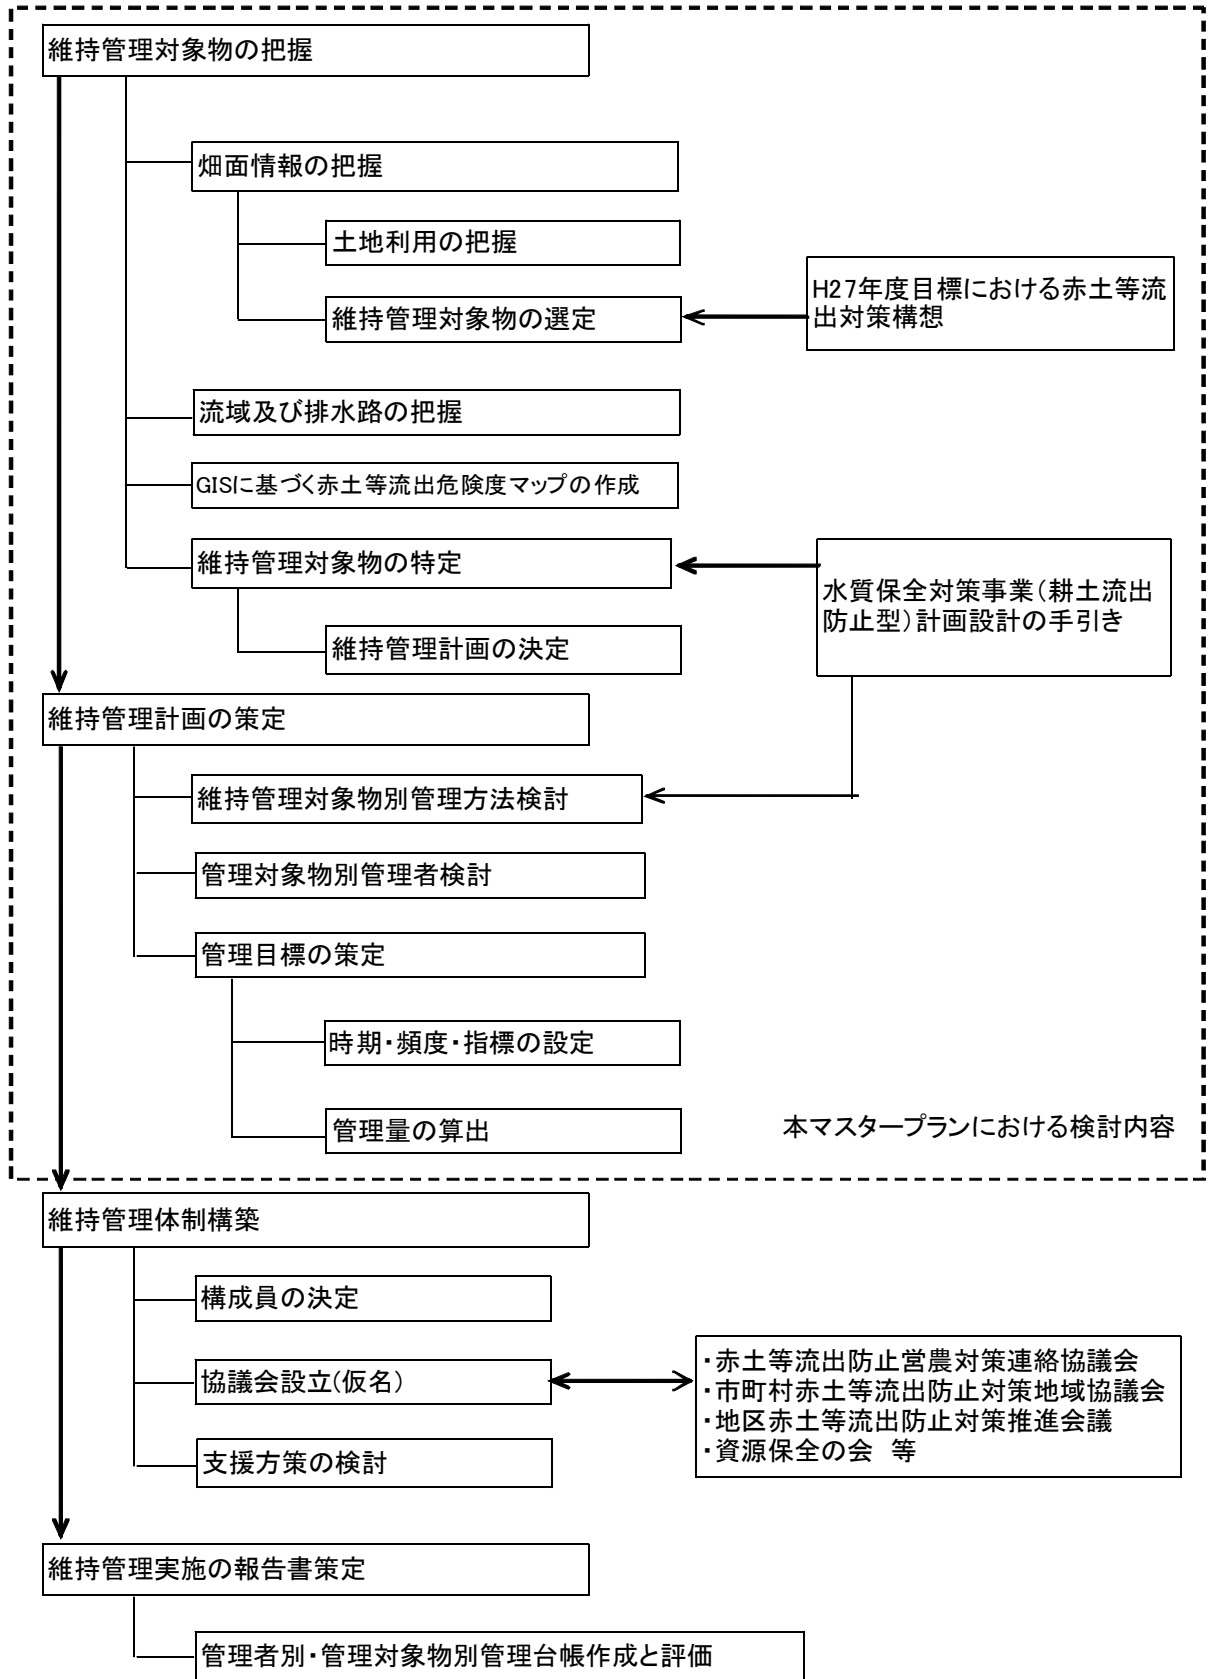 維持管理対象物の把握
畑面情報の把握
土地利用の把握
維持管理対象物の選定
H27年度目標における赤土等流
出対策構想
流域及び排水路の把握
GISに基づく赤土等流出危険度マップの作成
維持管理対象物の特定
水質保全対策事業(耕土流出
防止型)計画設計の手引き
維持管理計画の決定
維持管理計画の策定
維持管理対象物別管理方法検討
管理対象物別管理者検討
管理目標の策定
時期・頻度・指標の設定
管理量の算出
本マスタープランにおける検討内容
維持管理体制構築
構成員の決定
協議会設立(仮名)
・赤土等流出防止営農対策連絡協議会
・市町村赤土等流出防止対策地域協議会
・地区赤土等流出防止対策推進会議
・資源保全の会 等
支援方策の検討
維持管理実施の報告書策定
管理者別・管理対象物別管理台帳作成と評価